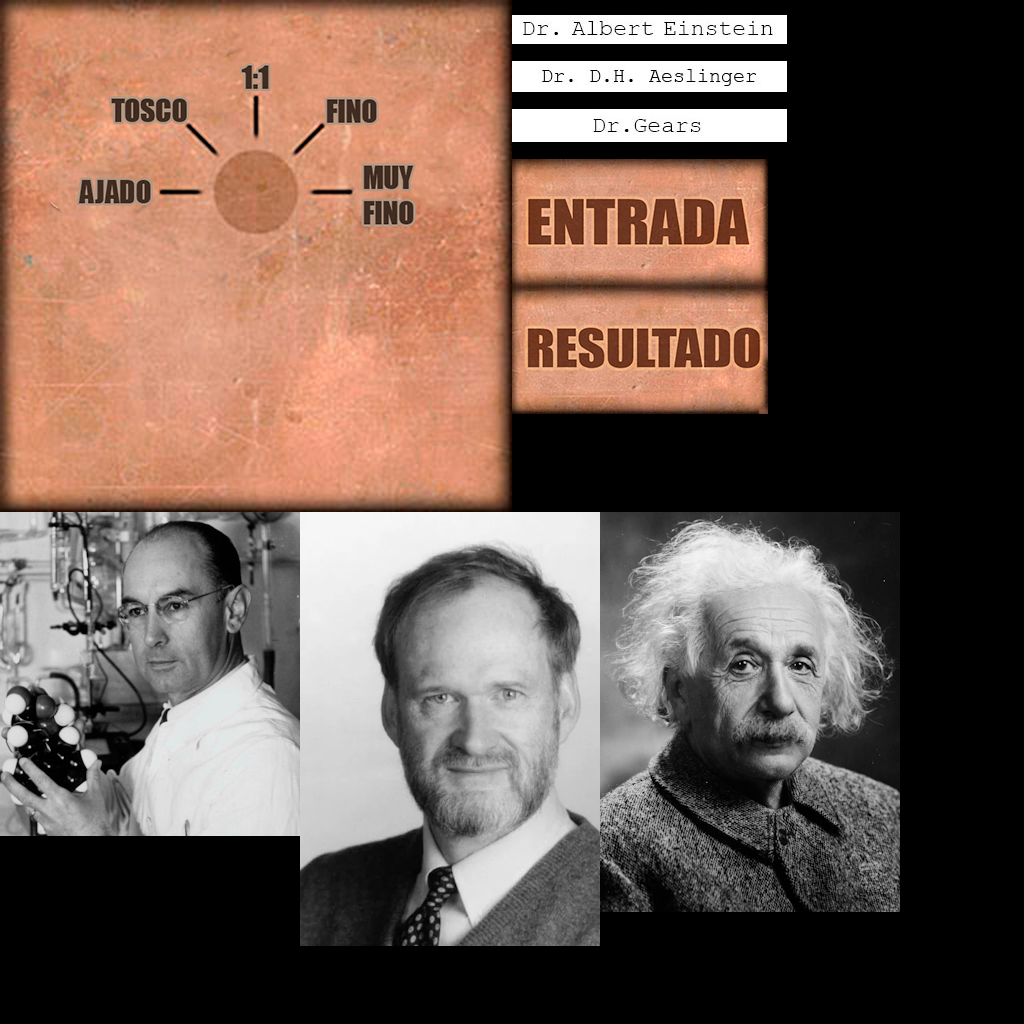 1:1
TOSCO
FINO
AJADO
MUY
FINO
Dr. Albert Einstein
Dr. D.H. Aeslinger
Dr.Gears
ENTRADA
RESULTADO